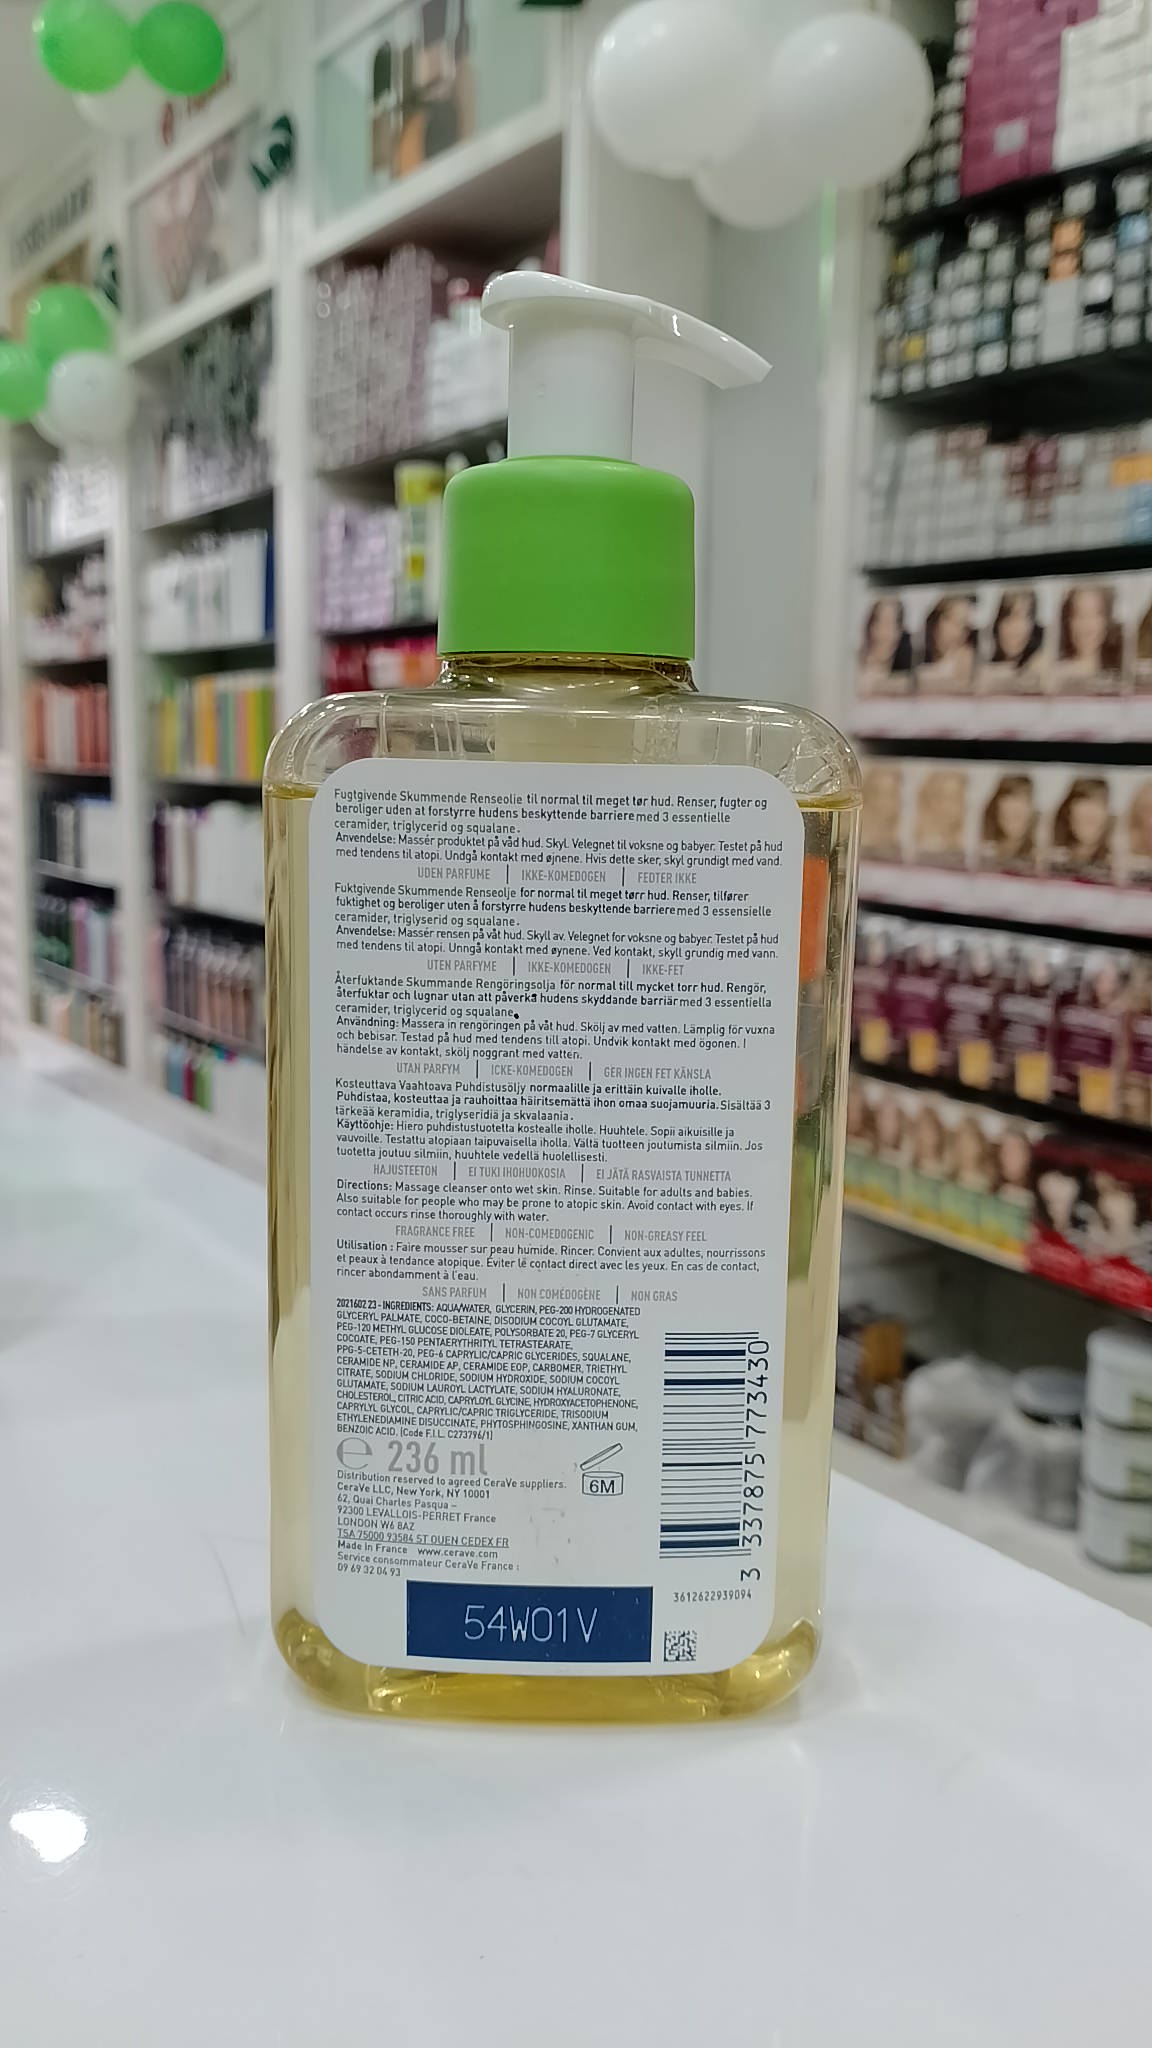 Fugtgivende Skummende Renseolie til normal til meget tør hud. Renser, fugter og
beroliger uden at forstyrre hudens beskyttende barriere med 3 essentielle
ceramider, triglycerid og squalane.
Anvendelse: Massér produktet på våd hud. Skyl. Velegnet til voksne og babyer. Testet på hud
med tendens til atopi. Undgå kontakt med øjnene. Hvis dette sker, skyl grundigt med vand.
UDEN PARFUME | IKKE-KOMEDOGEN | FEDTER IKKE
Fuktgivende Skummende Renseolje for normal til meget tørr hud. Renser, tilfører
fuktighet og beroliger uten å forstyrre hudens beskyttende barriere med 3 essensielle
ceramider, triglyserid og squalane.
Anvendelse: Massér rensen på våt hud. Skyll av. Velegnet for voksne og babyer. Testet på hud
med tendens til atopi. Unngå kontakt med øynene. Ved kontakt, skyll grundig med vann.
UTEN PARFYME | IKKE-KOMEDOGEN | IKKE-FET
Återfuktande Skummande Rengöringsolja för normal till mycket torr hud. Rengör,
återfuktar och lugnar utan att påverka hudens skyddande barriär med 3 essentiella
ceramider, triglycerid og squalane.
Användning: Massera in rengöringen på våt hud. Skölj av med vatten. Lämplig för vuxna
och bebisar. Testad på hud med tendens till atopi. Undvik kontakt med ögonen. I
händelse av kontakt, skölj noggrant med vatten.
UTAN PARFYM | ICKE-KOMEDOGEN | GER INGEN FET KÄNSLA
Kosteuttava Vaahtoava Puhdistusöljy normaalille ja erittäin kuivalle iholle.
Puhdistaa, kosteuttaa ja rauhoittaa häiritsemättä ihon omaa suojamuuria. Sisältää 3
tärkeää keramidia, triglyseridiä ja skvalaania.
Käyttöohje: Hiero puhdistustuotetta kostealle iholle. Huuhtele. Sopii aikuisille ja
vauvoille. Testattu atopiaan taipuvaisella iholla. Vältä tuotteen joutumista silmiin. Jos
tuotetta joutuu silmiin, huuhtele vedellä huolellisesti.
HAJUSTEETON | EI TUKI IHOHUOKOSIA | EI JÄTÄ RASVAISTA TUNNETTA
Directions: Massage cleanser onto wet skin. Rinse. Suitable for adults and babies.
Also suitable for people who may be prone to atopic skin. Avoid contact with eyes. If
contact occurs rinse thoroughly with water.
FRAGRANCE FREE | NON-COMEDOGENIC | NON-GREASY FEEL
Utilisation : Faire mousser sur peau humide. Rincer. Convient aux adultes, nourrissons
et peaux à tendance atopique. Éviter le contact direct avec les yeux. En cas de contact,
rincer abondamment à l'eau.
SANS PARFUM | NON COMÉDOGÈNE | NON GRAS
2021602 23 - INGREDIENTS: AQUA/WATER, GLYCERIN, PEG-200 HYDROGENATED
GLYCERYL PALMATE, COCO-BETAINE, DISODIUM COCOYL GLUTAMATE,
PEG-120 METHYL GLUCOSE DIOLEATE, POLYSORBATE 20, PEG-7 GLYCERYL
COCOATE, PEG-150 PENTAERYTHRITYL TETRASTEARATE,
PPG-5-CETETH-20, PEG-6 CAPRYLIC/CAPRIC GLYCERIDES, SQUALANE,
CERAMIDE NP, CERAMIDE AP, CERAMIDE EOP, CARBOMER, TRIETHYL
CITRATE, SODIUM CHLORIDE, SODIUM HYDROXIDE, SODIUM COCOYL
GLUTAMATE, SODIUM LAUROYL LACTYLATE, SODIUM HYALURONATE,
CHOLESTEROL, CITRIC ACID, CAPRYLOYL GLYCINE, HYDROXYACETOPHENONE,
CAPRYLYL GLYCOL, CAPRYLIC/CAPRIC TRIGLYCERIDE, TRISODIUM
ETHYLENEDIAMINE DISUCCINATE, PHYTOSPHINGOSINE, XANTHAN GUM,
BENZOIC ACID. (Code F.I.L. C273796/1)
℮ 236 ml
6M
Distribution reserved to agreed CeraVe suppliers.
CeraVe LLC, New York, NY 10001
62, Quai Charles Pasqua –
92300 LEVALLOIS-PERRET France
LONDON W6 8AZ
TSA 75000 93584 ST OUEN CEDEX FR
Made in France www.cerave.com
Service consommateur CeraVe France :
09 69 32 04 93
3 337875 773430
3612622939094
54W01V